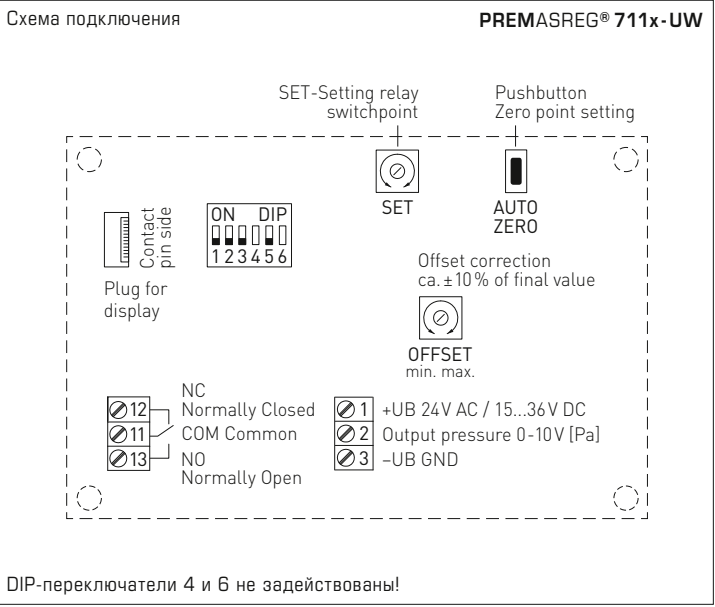 Схема подключения
PREMASREG® 711x-UW
SET-Setting relay
switchpoint
Pushbutton
Zero point setting
SET
AUTO
ZERO
Contact
pin side
Plug for
display
ON DIP
1 2 3 4 5 6
Offset correction
ca. ±10% of final value
OFFSET
min. max.
NC
12 Normally Closed
11 COM Common
13 NO
Normally Open
1 +UB 24V AC / 15...36V DC
2 Output pressure 0-10V [Pa]
3 –UB GND
DIP-переключатели 4 и 6 не задействованы!